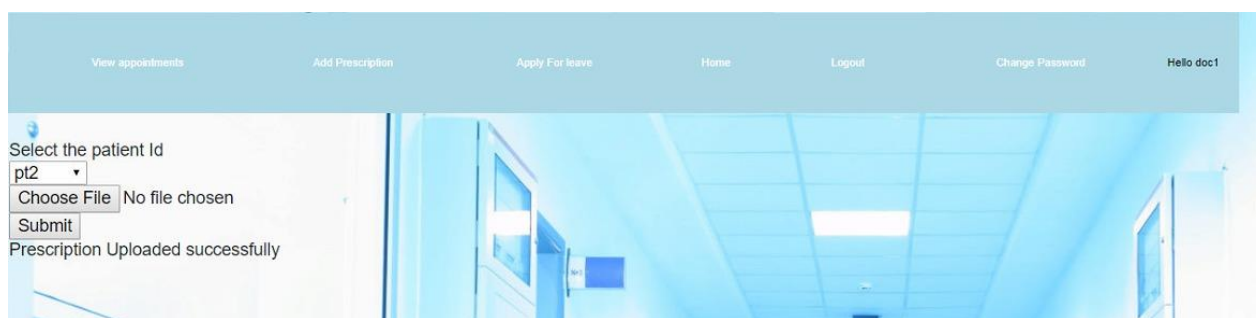 View appointments Add Prescription Apply For leave Home Logout Change Password Hello doc1
Select the patient Id
pt2
Choose File No file chosen
Submit
Prescription Uploaded successfully